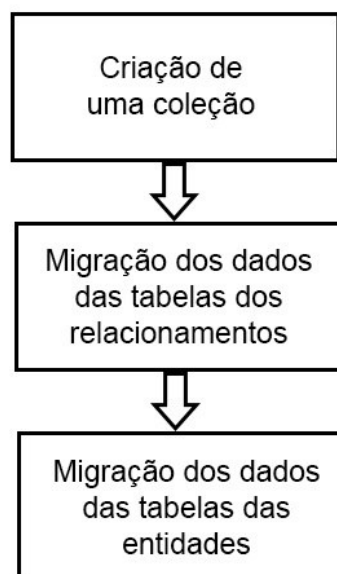 Criação de
uma coleção
Migração dos dados
das tabelas dos
relacionamentos
Migração dos dados
das tabelas das
entidades